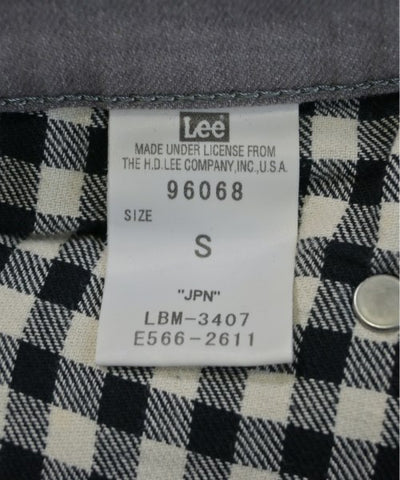 Lee
MADE UNDER LICENSE FROM
THE H.D.LEE COMPANY,INC.,U.S.A.
96068
SIZE
S
"JPN"
LBM-3407
E566-2611